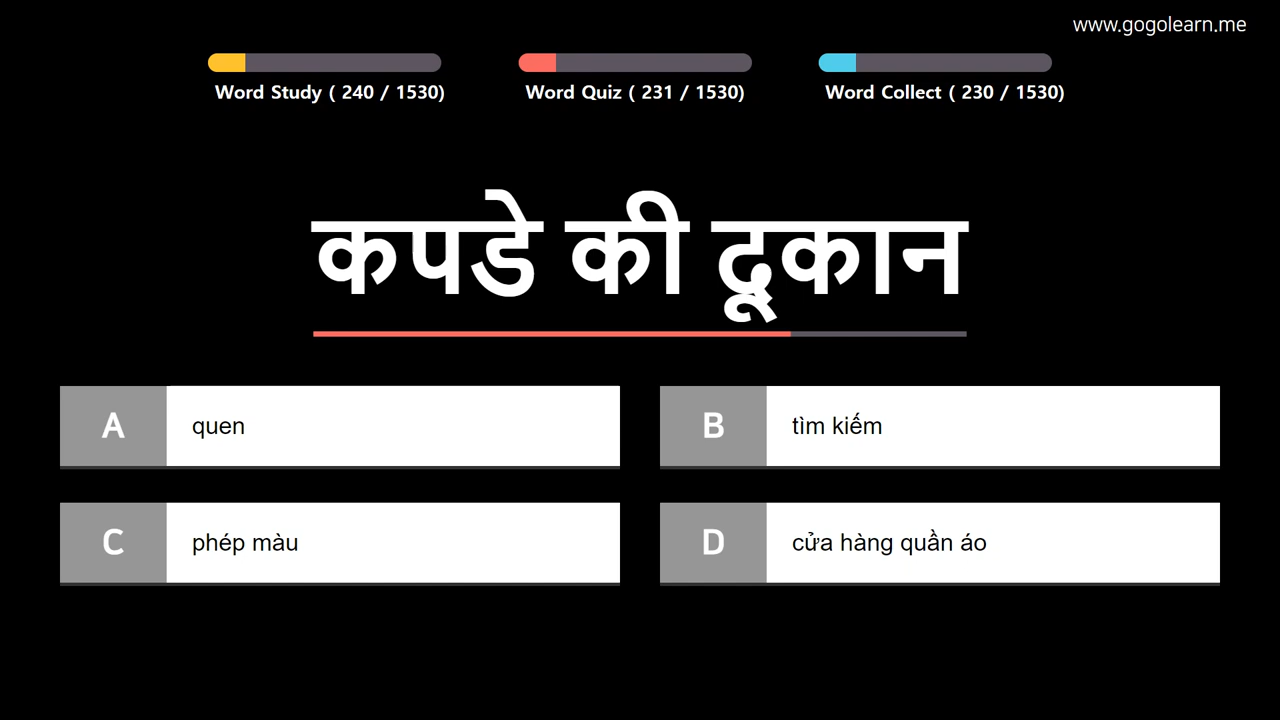 www.gogolearn.me
Word Study ( 240 / 1530)
Word Quiz ( 231 / 1530)
Word Collect ( 230 / 1530)
कपडे की दूकान
A quen
B tìm kiếm
C phép màu
D cửa hàng quần áo